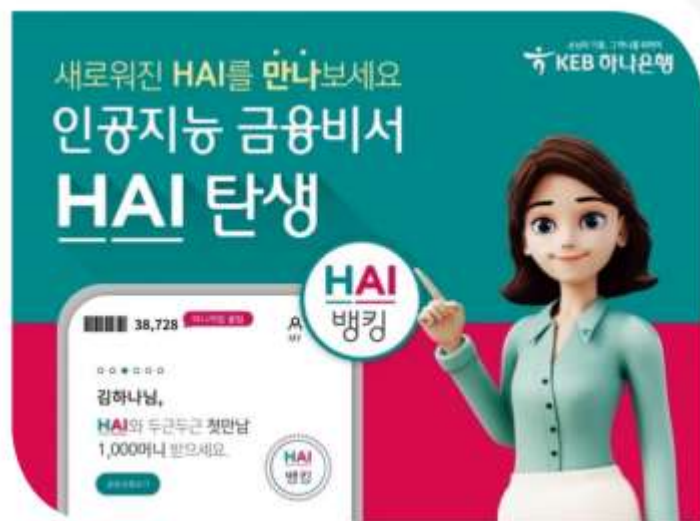 새로워진 HAI를 만나보세요
KEB 하나은행
인공지능 금융비서
HAI 탄생
HAI
뱅킹
38,728
MY
김하나님,
HAI와 두근두근 첫만남
1,000머니 받으세요.
HAI
뱅킹